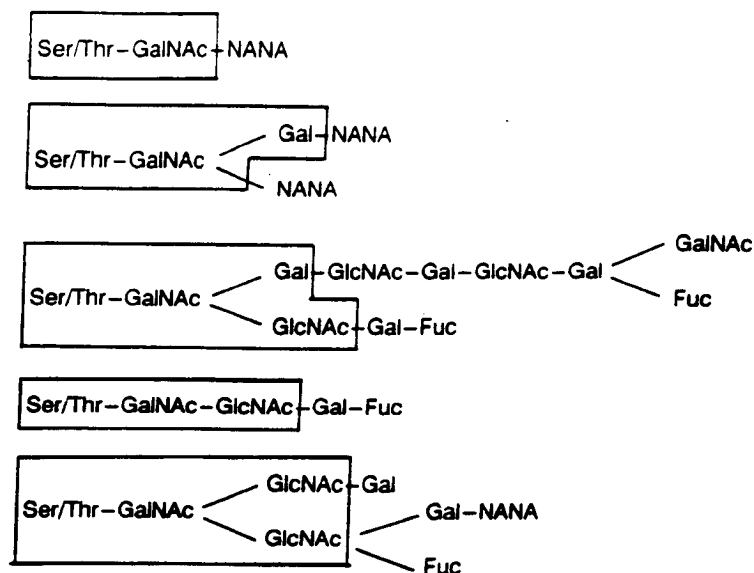 Ser/Thr–GalNAc–NANA
Gal–NANA
Ser/Thr–GalNAc
NANA
GalNAc
Gal–GlcNAc–Gal–GlcNAc–Gal
Ser/Thr–GalNAc
Fuc
GlcNAc–Gal–Fuc
Ser/Thr–GalNAc–GlcNAc–Gal–Fuc
GlcNAc–Gal
Ser/Thr–GalNAc
Gal–NANA
GlcNAc
Fuc